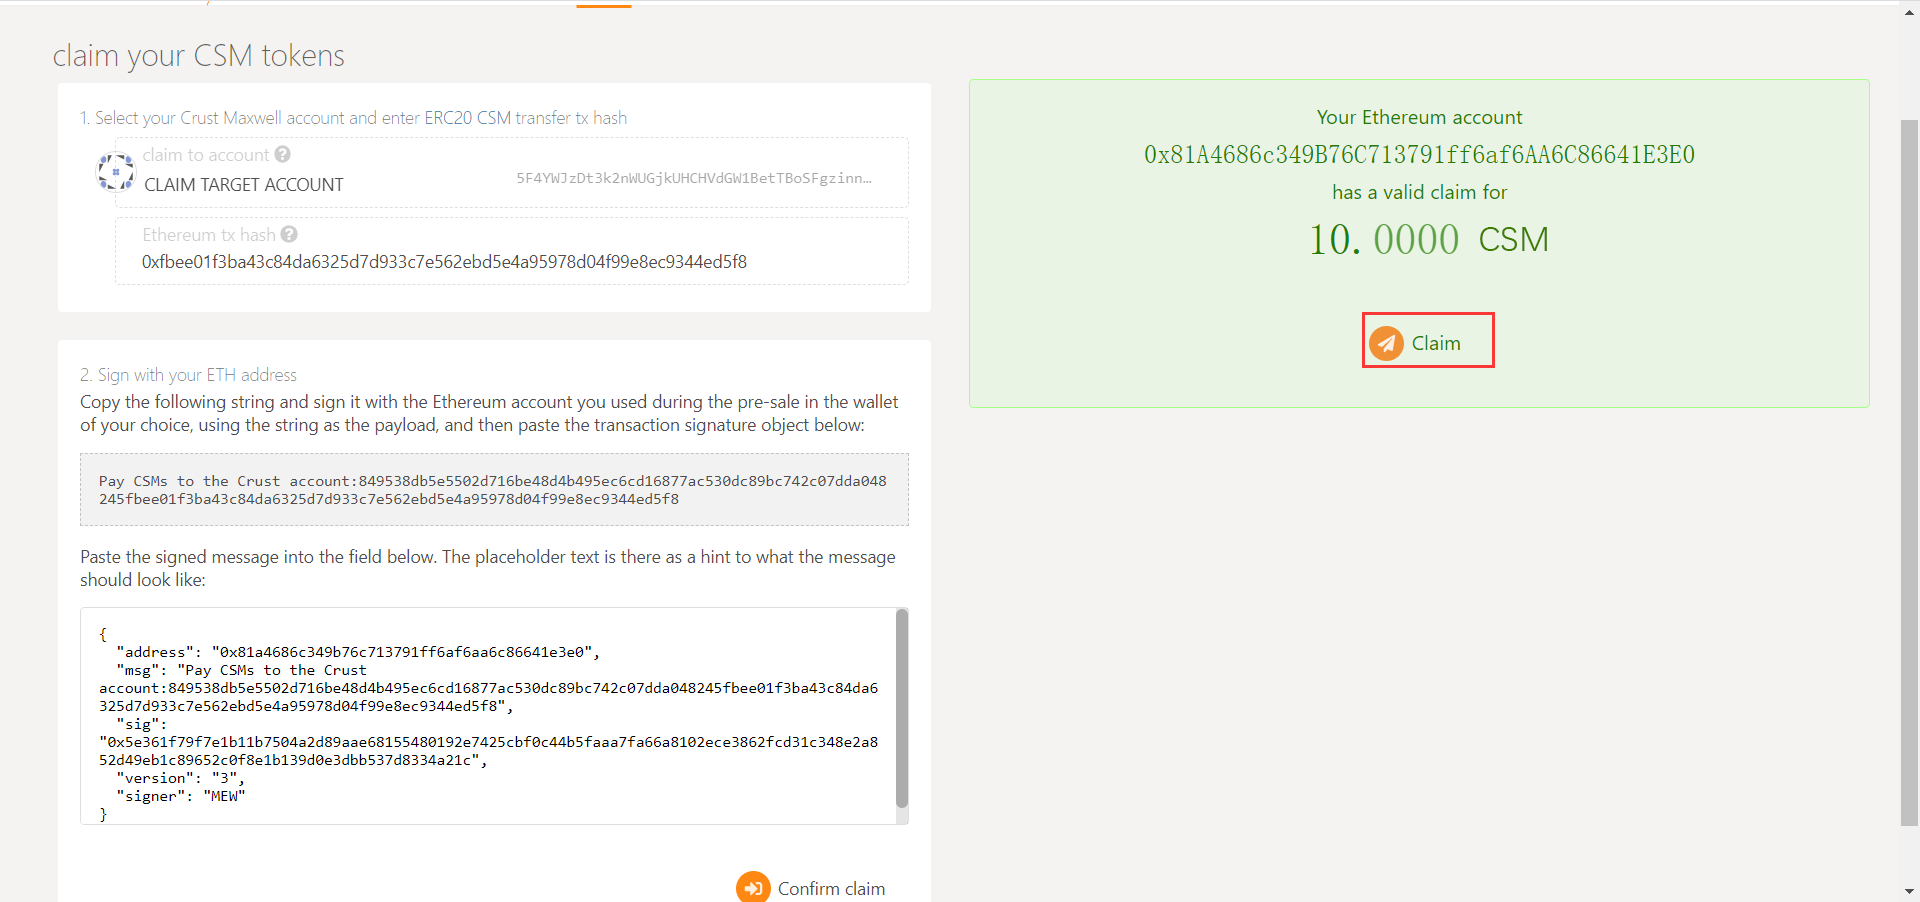 claim your CSM tokens
1. Select your Crust Maxwell account and enter ERC20 CSM transfer tx hash
claim to account
CLAIM TARGET ACCOUNT
5F4YWJzDt3k2nWUGjkUHCHVdGW1BetTBoSFgzinn…
Ethereum tx hash
0xfbee01f3ba43c84da6325d7d933c7e562ebd5e4a95978d04f99e8ec9344ed5f8
2. Sign with your ETH address
Copy the following string and sign it with the Ethereum account you used during the pre-sale in the wallet
of your choice, using the string as the payload, and then paste the transaction signature object below:
Pay CSMs to the Crust account:849538db5e5502d716be48d4b495ec6cd16877ac530dc89bc742c07dda048
245fbee01f3ba43c84da6325d7d933c7e562ebd5e4a95978d04f99e8ec9344ed5f8
Paste the signed message into the field below. The placeholder text is there as a hint to what the message
should look like:
{
"address": "0x81a4686c349b76c713791ff6af6aa6c86641e3e0",
"msg": "Pay CSMs to the Crust
account:849538db5e5502d716be48d4b495ec6cd16877ac530dc89bc742c07dda048245fbee01f3ba43c84da6
325d7d933c7e562ebd5e4a95978d04f99e8ec9344ed5f8",
"sig":
"0x5e361f79f7e1b11b7504a2d89aae68155480192e7425cbf0c44b5faaa7fa66a8102ece3862fcd31c348e2a8
52d49eb1c89652c0f8e1b139d0e3dbb537d8334a21c",
"version": "3",
"signer": "MEW"
}
Confirm claim
Your Ethereum account
0x81A4686c349B76C713791ff6af6AA6C86641E3E0
has a valid claim for
10.0000 CSM
Claim